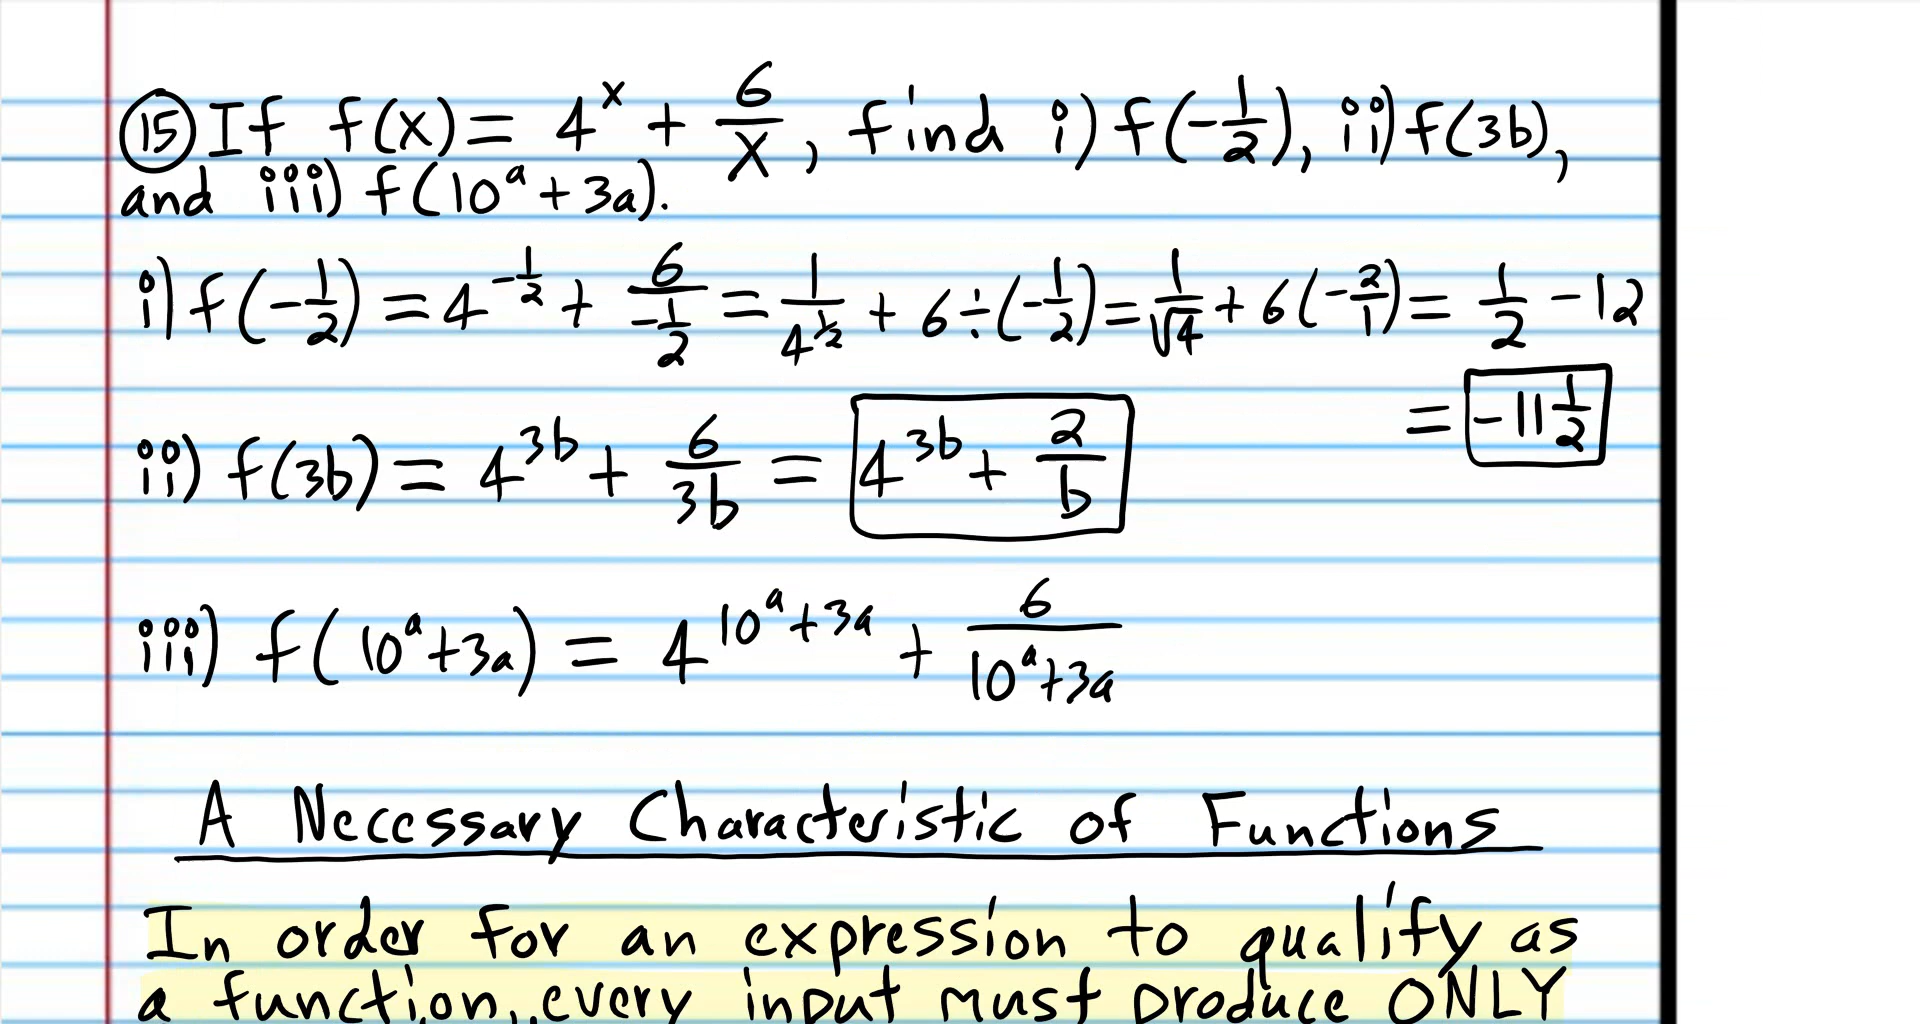 ⑮ If f(x) = 4^x + 6/x, find i) f(-1/2), ii) f(3b),
and iii) f(10^a + 3a).
i) f(-1/2) = 4^(-1/2) + 6/(-1/2) = 1/4^(1/2) + 6 ÷ (-1/2) = 1/√4 + 6(-2/1) = 1/2 - 12
= -11 1/2
ii) f(3b) = 4^(3b) + 6/(3b) = 4^(3b) + 2/b
iii) f(10^a + 3a) = 4^(10^a + 3a) + 6/(10^a + 3a)
A Necessary Characteristic of Functions
In order for an expression to qualify as
a function, every input must produce ONLY